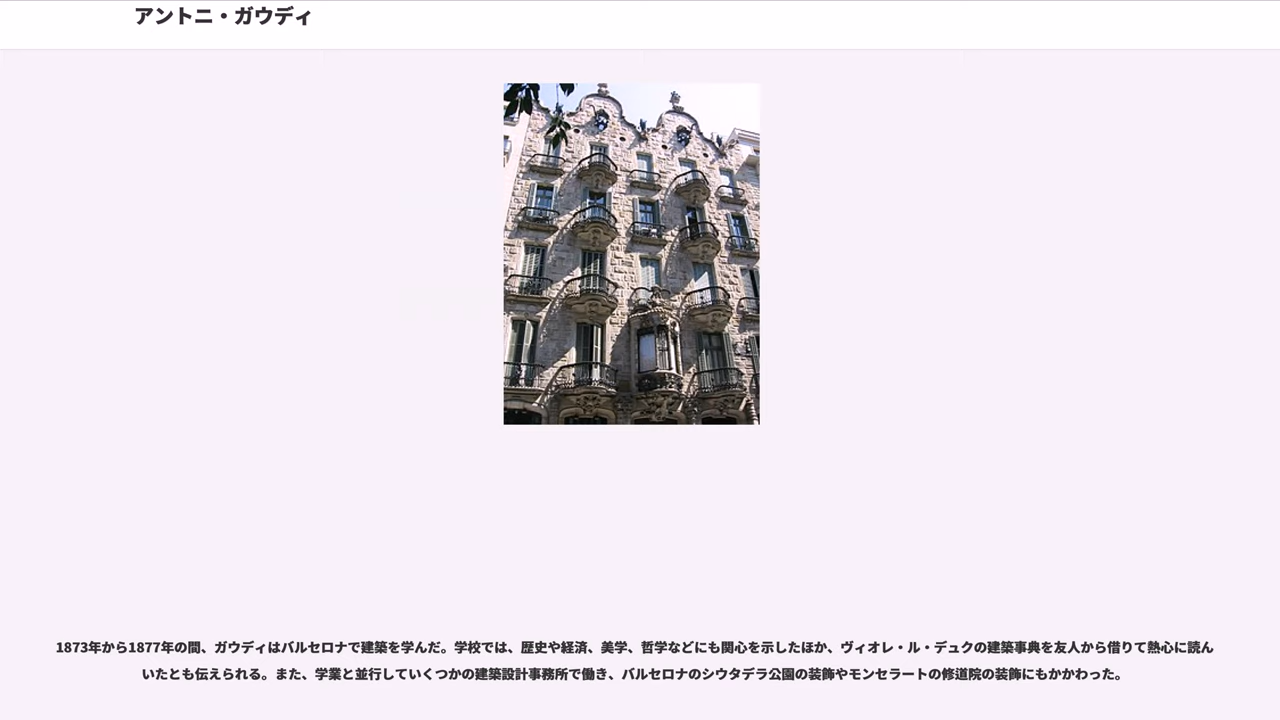 アントニ・ガウディ
1873年から1877年の間、ガウディはバルセロナで建築を学んだ。学校では、歴史や経済、美学、哲学などにも関心を示したほか、ヴィオレ・ル・デュクの建築事典を友人から借りて熱心に読ん
いたとも伝えられる。また、学業と並行していくつかの建築設計事務所で働き、バルセロナのシウタデラ公園の装飾やモンセラートの修道院の装飾にもかかわった。